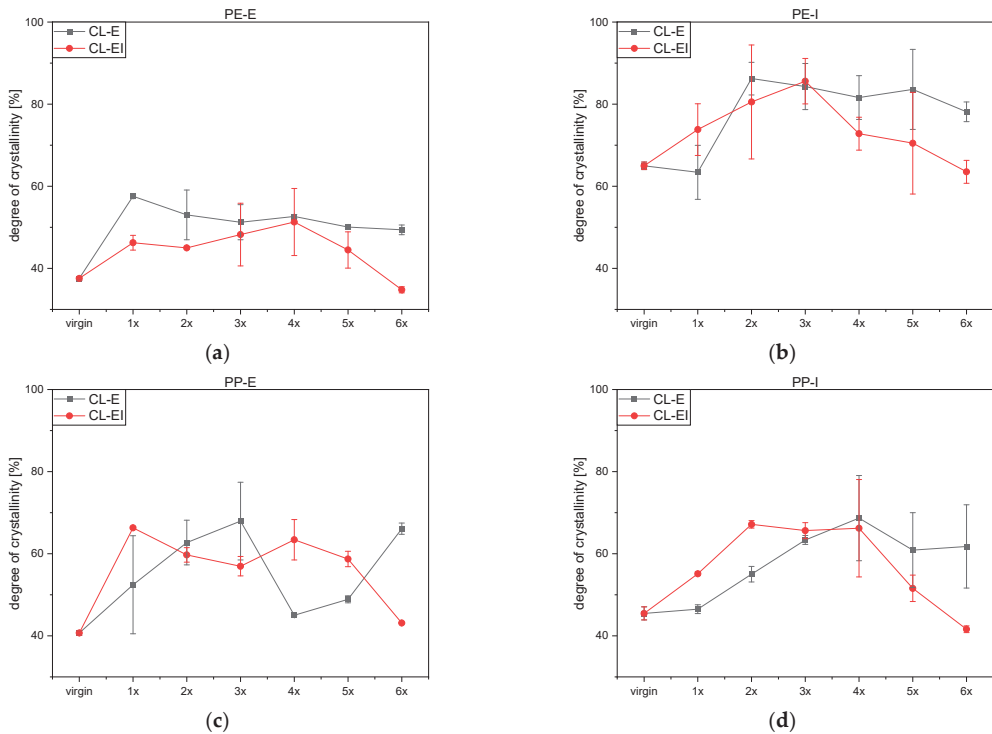 PE-E
CL-E
CL-EI
degree of crystallinity [%]
100
80
60
40
virgin 1x 2x 3x 4x 5x 6x
(a)
PE-I
CL-E
CL-EI
degree of crystallinity [%]
100
80
60
40
virgin 1x 2x 3x 4x 5x 6x
(b)
PP-E
CL-E
CL-EI
degree of crystallinity [%]
100
80
60
40
virgin 1x 2x 3x 4x 5x 6x
(c)
PP-I
CL-E
CL-EI
degree of crystallinity [%]
100
80
60
40
virgin 1x 2x 3x 4x 5x 6x
(d)